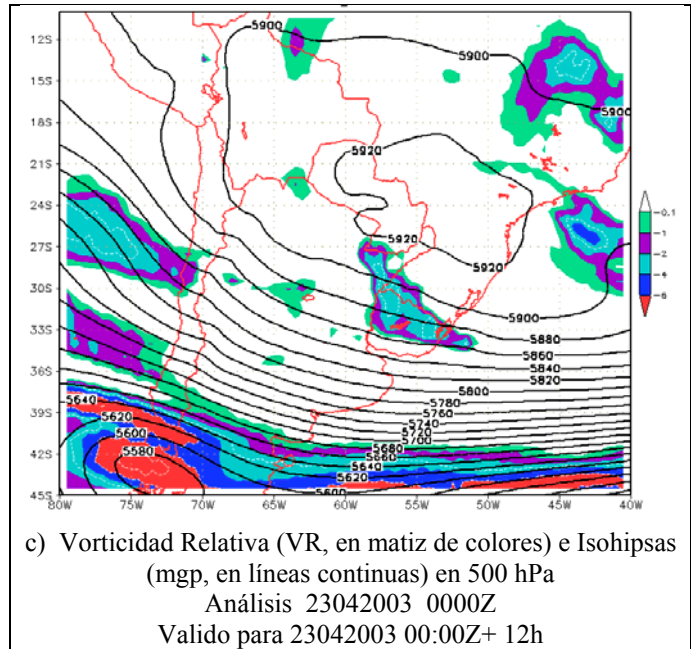 5900
12S
5900
15S
5900
18S
5920
21S
24S
-0.1
-1
5920
27S
-2
5920
-4
30S
-6
5900
33S
5880
5860
5840
36S
5820
5800
5640
5780
39S
5760
5620
5740
5720
5600
5700
5680
42S
5580
5660
5640
5620
45S
5600
80W 75W 70W 65W 60W 55W 50W 45W 40W
c) Vorticidad Relativa (VR, en matiz de colores) e Isohipsas
(mgp, en líneas continuas) en 500 hPa
Análisis 23042003 0000Z
Valido para 23042003 00:00Z+ 12h